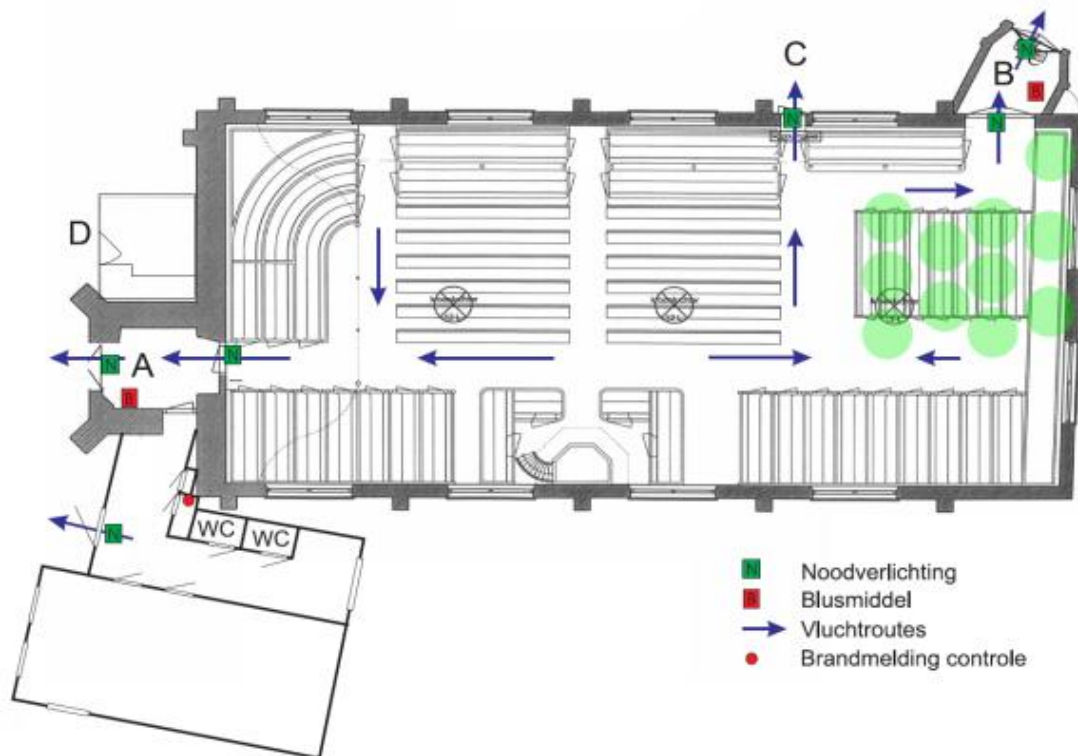 C
B
N
B
N
N
D
N
N
A
B
N
WC WC
N Noodverlichting
B Blusmiddel
Vluchtroutes
Brandmelding controle